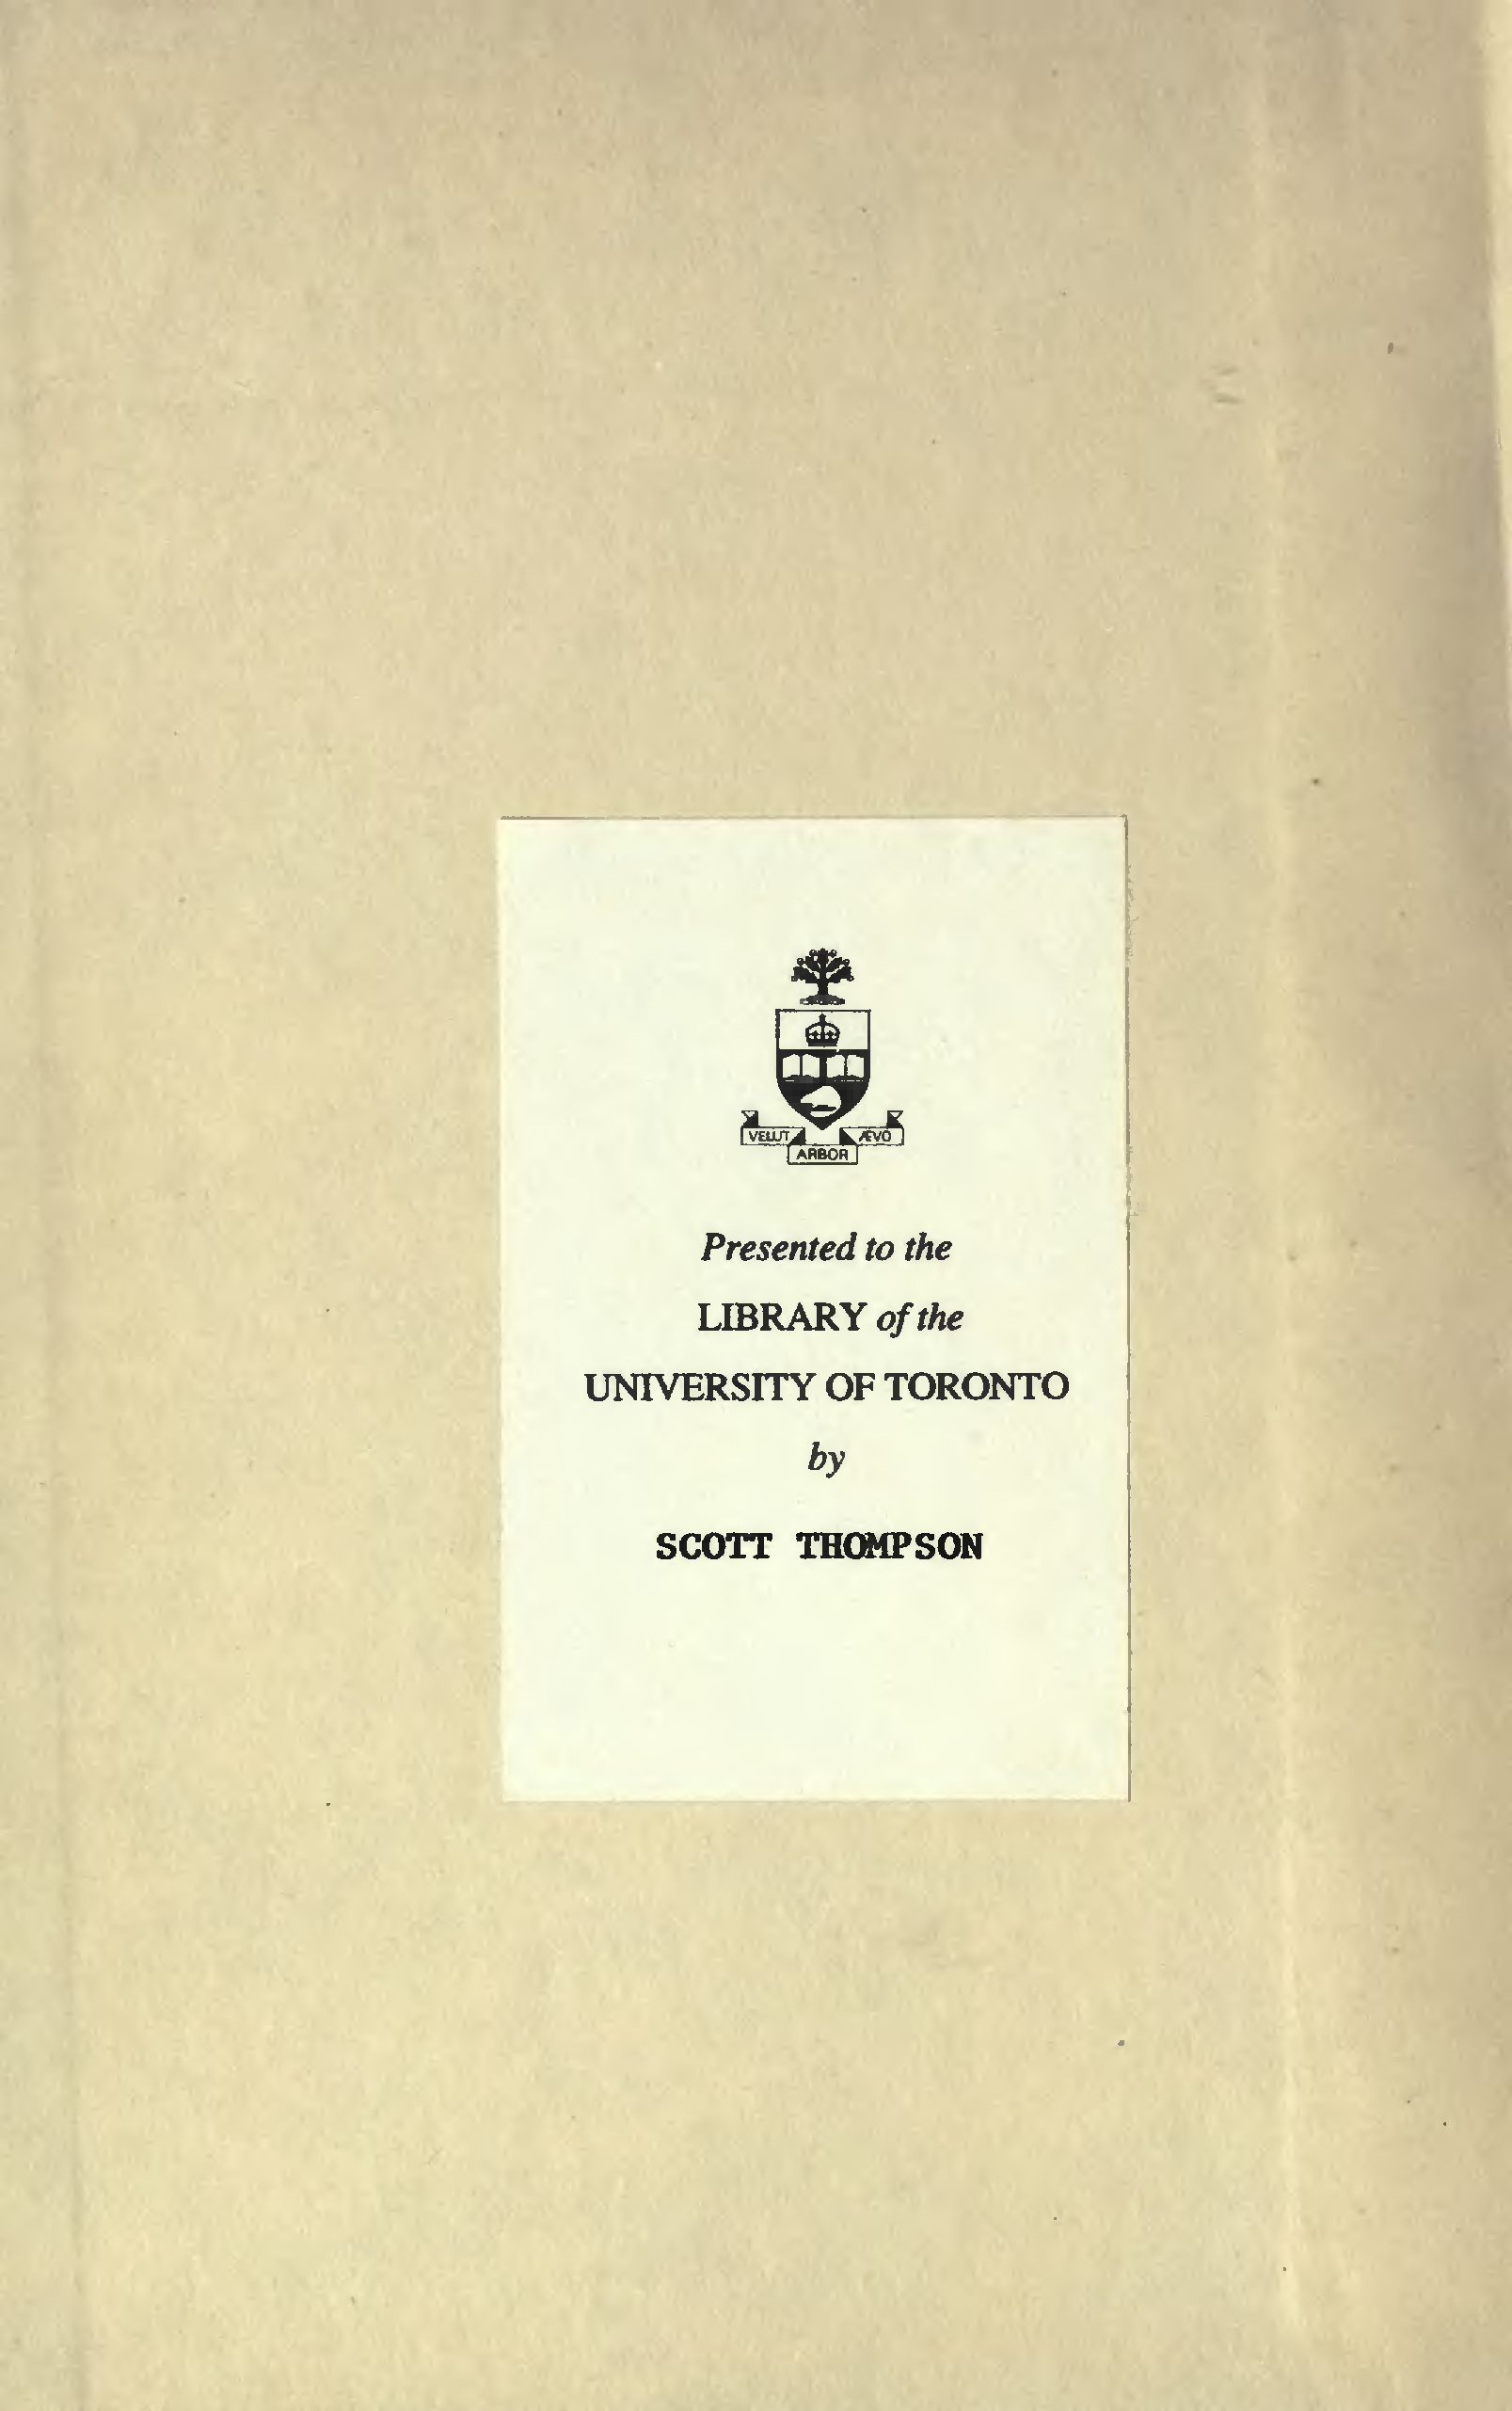 VELUT ARBOR ÆVO
Presented to the
LIBRARY of the
UNIVERSITY OF TORONTO
by
SCOTT THOMPSON